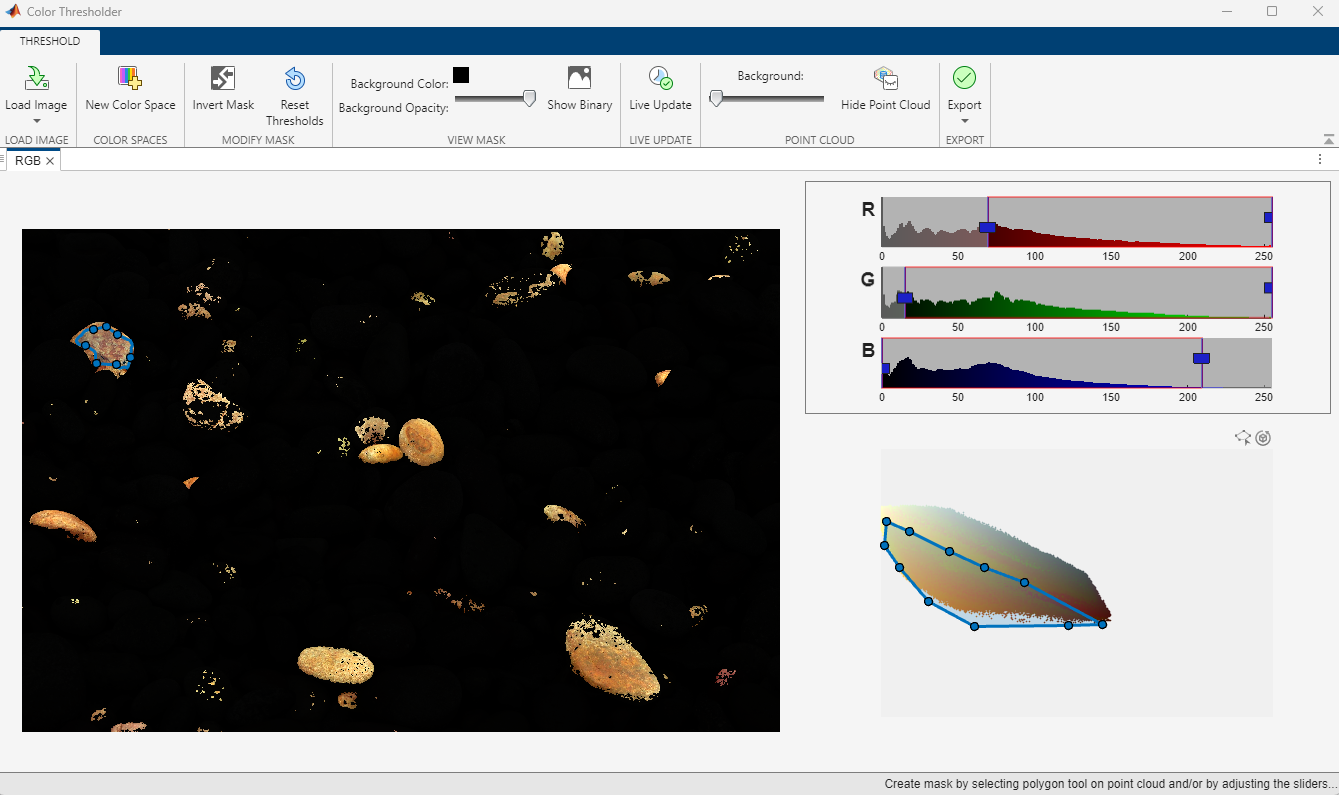 Color Thresholder
THRESHOLD
Load Image
New Color Space
Invert Mask
Reset
Thresholds
Background Color:
Background Opacity:
Show Binary
Live Update
Background:
Hide Point Cloud
Export
LOAD IMAGE
COLOR SPACES
MODIFY MASK
VIEW MASK
LIVE UPDATE
POINT CLOUD
EXPORT
RGB
R
0 50 100 150 200 250
G
0 50 100 150 200 250
B
0 50 100 150 200 250
Create mask by selecting polygon tool on point cloud and/or by adjusting the sliders...